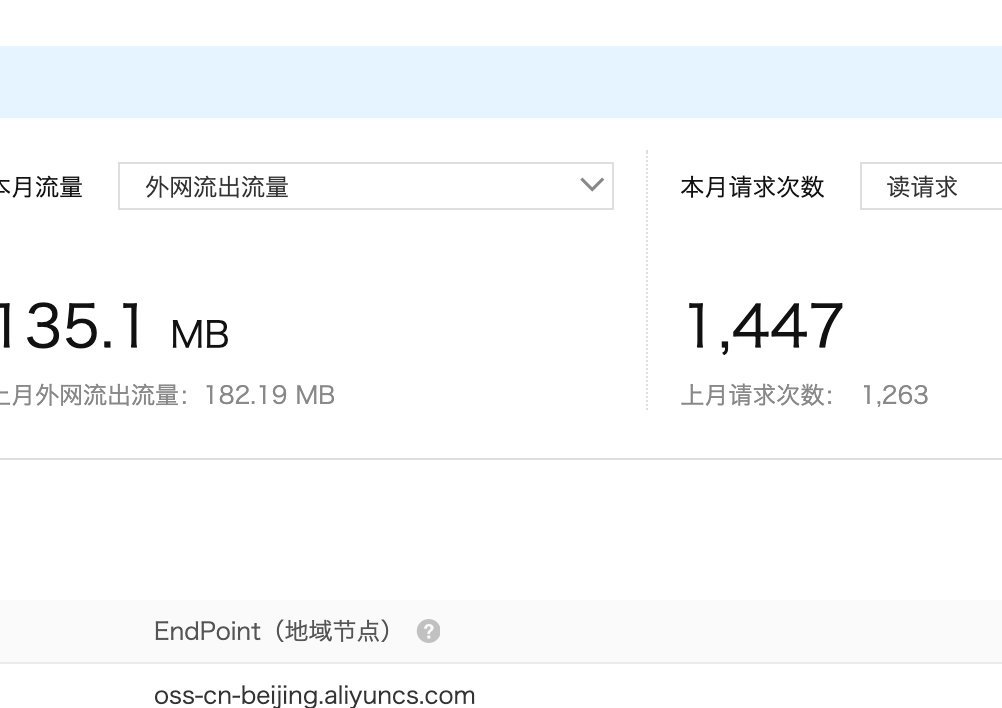 本月流量 外网流出流量 本月请求次数 读请求
135.1 MB 1,447
上月外网流出流量： 182.19 MB 上月请求次数： 1,263
EndPoint（地域节点） ?
oss-cn-beijing.aliyuncs.com